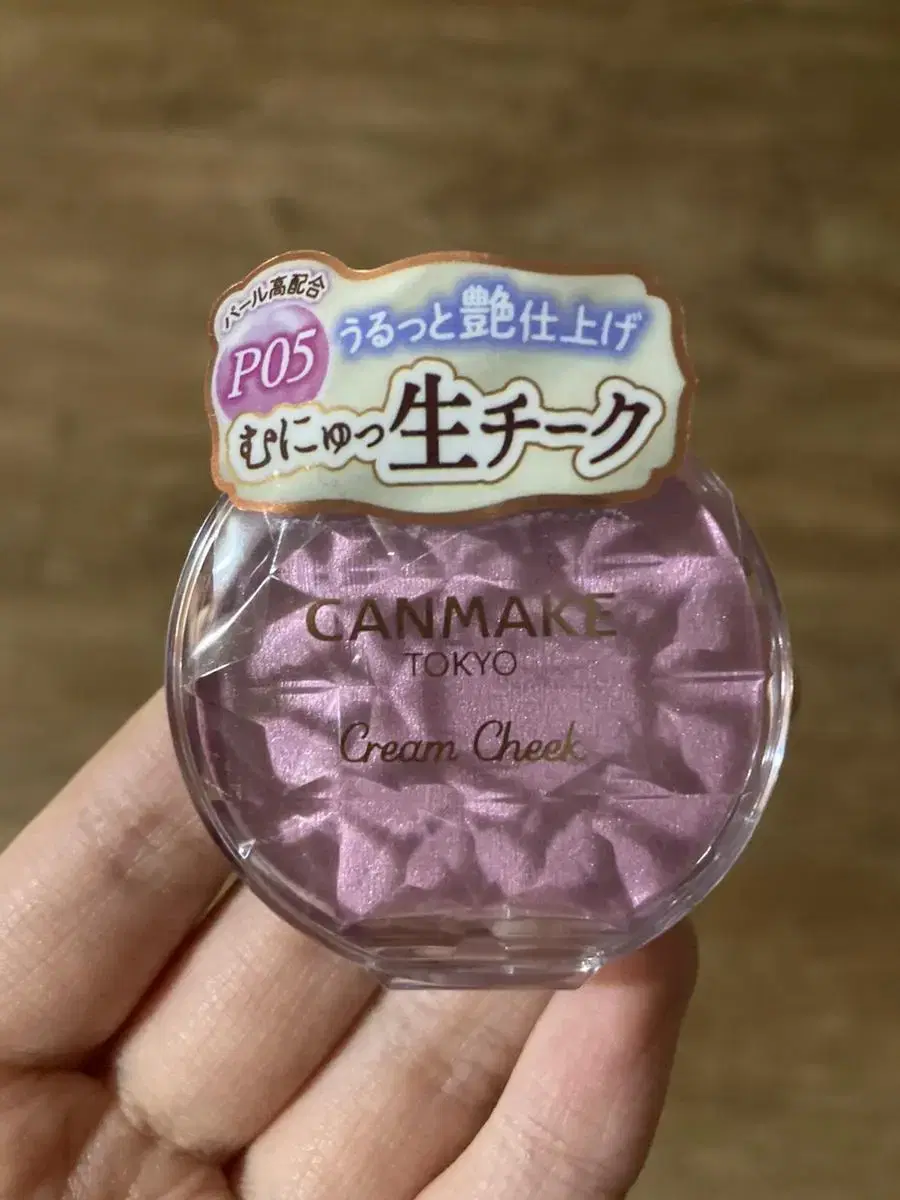 パール高配合
P05
うるっと艶仕上げ
むにゅっ生チーク
CANMAKE
TOKYO
Cream Cheek